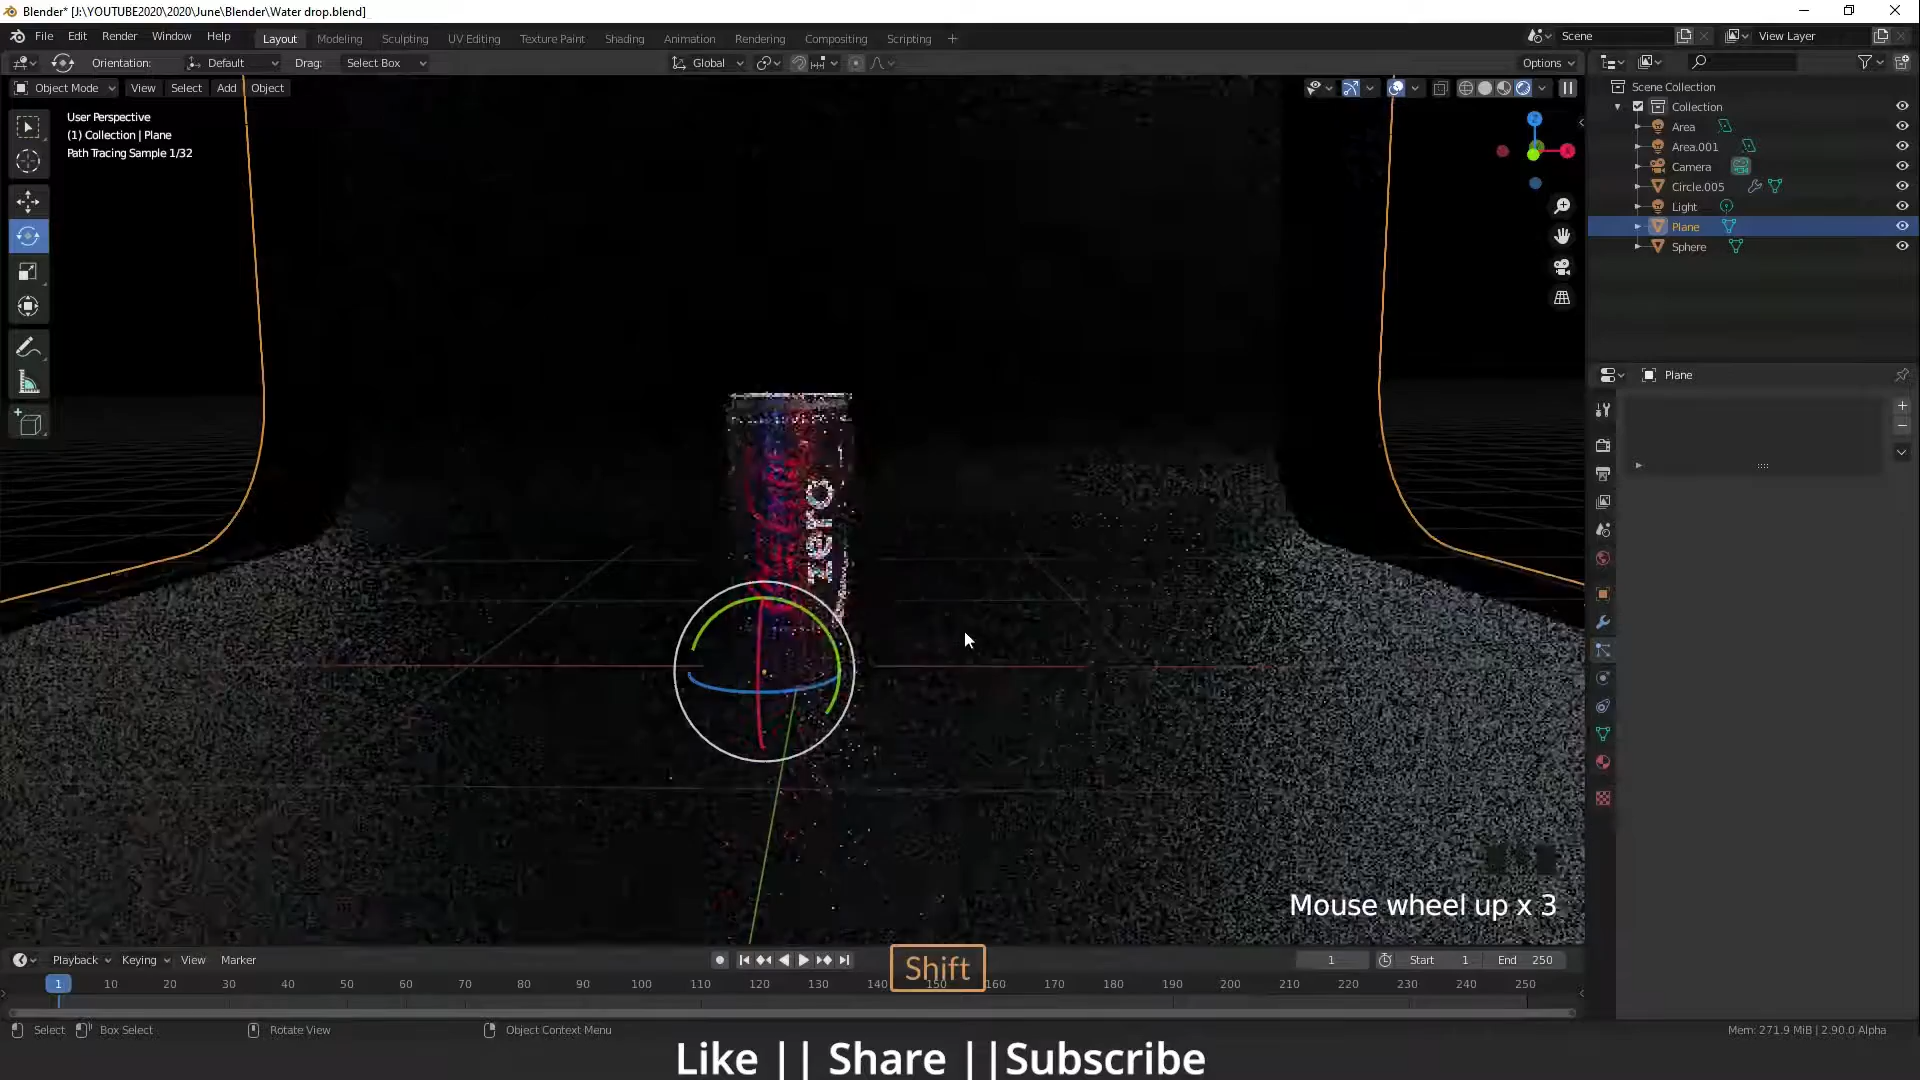 Blender* [J:\YOUTUBE2020\2020\June\Blender\Water drop.blend]
File Edit Render Window Help Layout Modeling Sculpting UV Editing Texture Paint Shading Animation Rendering Compositing Scripting + Scene View Layer
Orientation: Default Drag: Select Box Global Options
Object Mode View Select Add Object
User Perspective
(1) Collection | Plane
Path Tracing Sample 1/32
Z
Scene Collection
Collection
Area
Area.001
Camera
Circle.005
Light
Plane
Sphere
Plane
zero
Mouse wheel up x 3
Playback Keying View Marker 1 Start 1 End 250
Shift
1 10 20 30 40 50 60 70 80 90 100 110 120 130 140 150 160 170 180 190 200 210 220 230 240 250
Select Box Select Rotate View Object Context Menu Mem: 271.9 MiB | 2.90.0 Alpha
Like || Share ||Subscribe